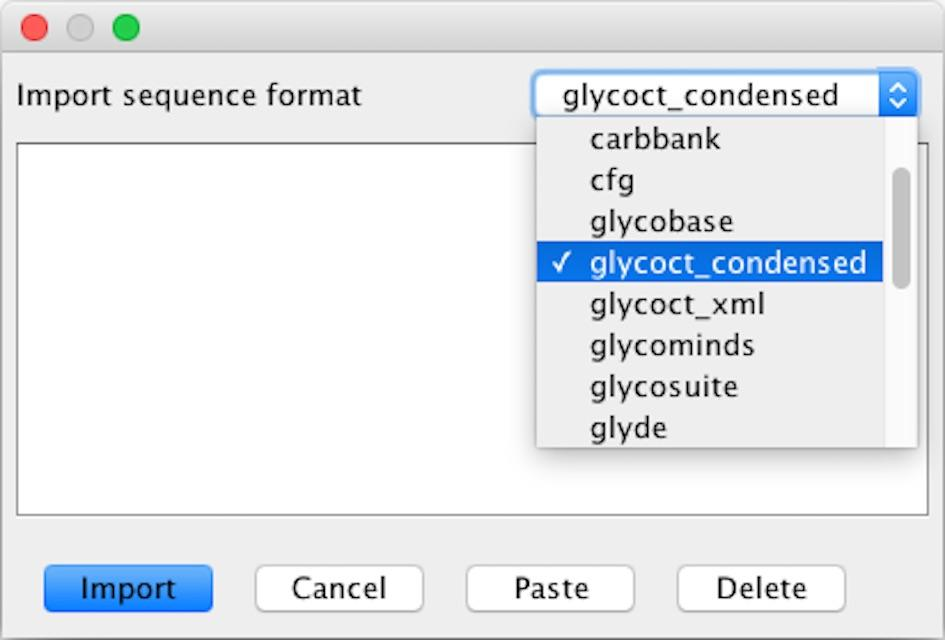 Import sequence format
glycoct_condensed
carbbank
cfg
glycobase
✓ glycoct_condensed
glycoct_xml
glycominds
glycosuite
glyde
Import
Cancel
Paste
Delete